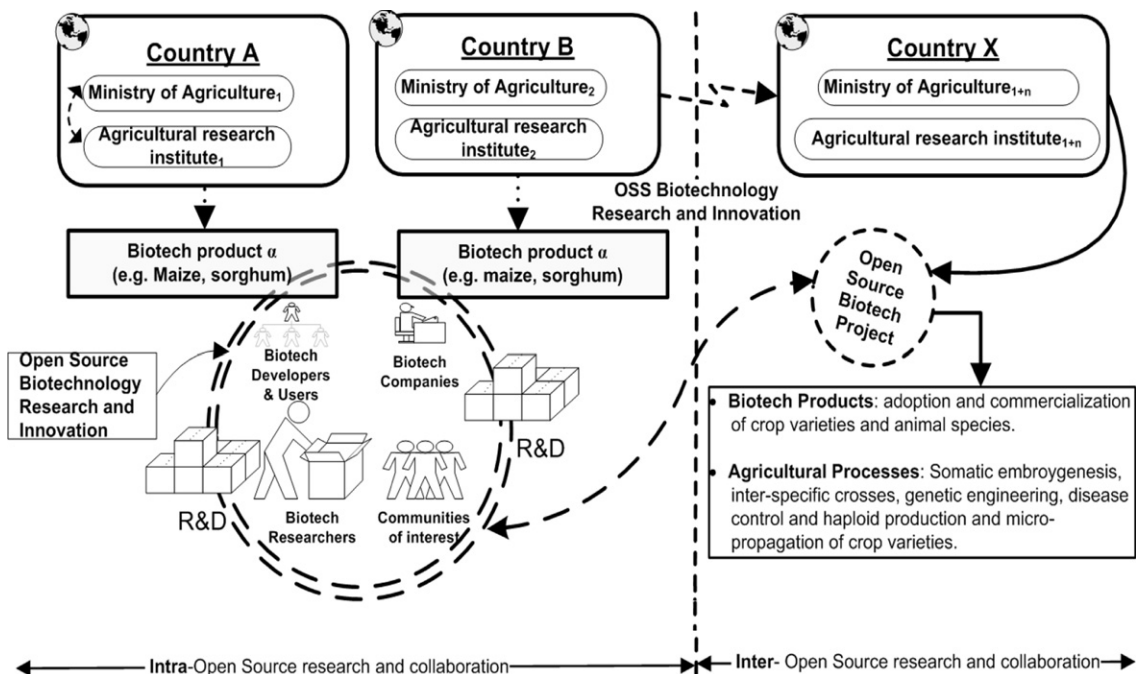 Country A
Ministry of Agriculture1
Agricultural research
institute1
Country B
Ministry of Agriculture2
Agricultural research
institute2
Country X
Ministry of Agriculture1+n
Agricultural research institute1+n
OSS Biotechnology
Research and Innovation
Biotech product α
(e.g. Maize, sorghum)
Biotech product α
(e.g. maize, sorghum)
Open
Source
Biotech
Project
Open Source
Biotechnology
Research and
Innovation
Biotech
Developers
& Users
Biotech
Companies
R&D
R&D
Biotech
Researchers
Communities
of interest
• Biotech Products: adoption and commercialization
of crop varieties and animal species.
• Agricultural Processes: Somatic embroygenesis,
inter-specific crosses, genetic engineering, disease
control and haploid production and micro-
propagation of crop varieties.
Intra-Open Source research and collaboration
Inter- Open Source research and collaboration